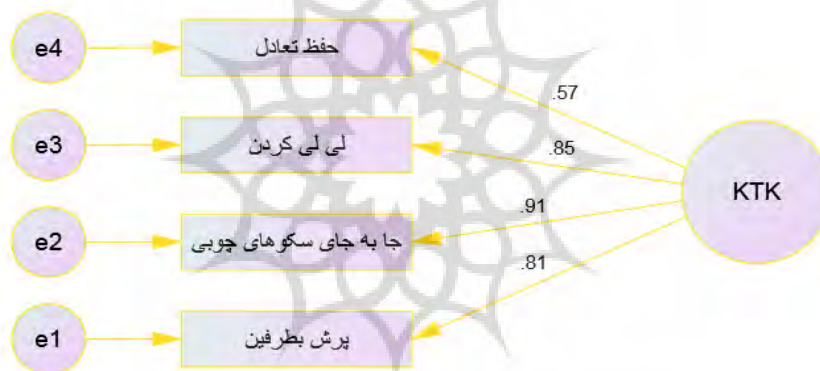 e4
حفظ تعادل
.57
e3
لی لی کردن
.85
KTK
.91
e2
جا به جای سکوهای چوبی
.81
e1
پرش بطرفین